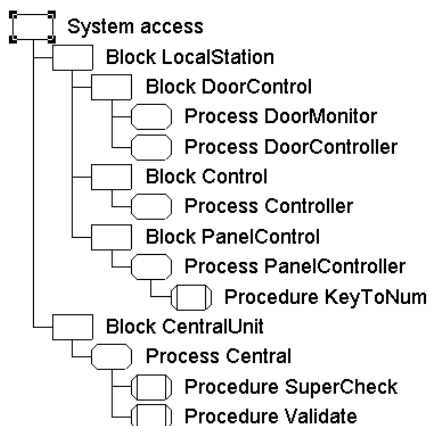 System access
Block LocalStation
Block DoorControl
Process DoorMonitor
Process DoorController
Block Control
Process Controller
Block PanelControl
Process PanelController
Procedure KeyToNum
Block CentralUnit
Process Central
Procedure SuperCheck
Procedure Validate